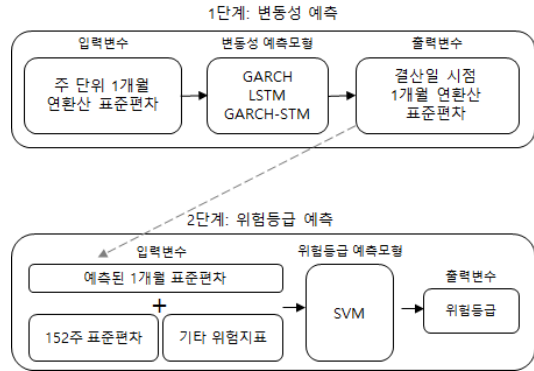 1단계: 변동성 예측
입력변수
변동성 예측모형
출력변수
주 단위 1개월
연환산 표준편차
GARCH
LSTM
GARCH-STM
결산일 시점
1개월 연환산
표준편차
2단계: 위험등급 예측
입력변수
위험등급 예측모형
출력변수
예측된 1개월 표준편차
+
152주 표준편차
기타 위험지표
SVM
위험등급